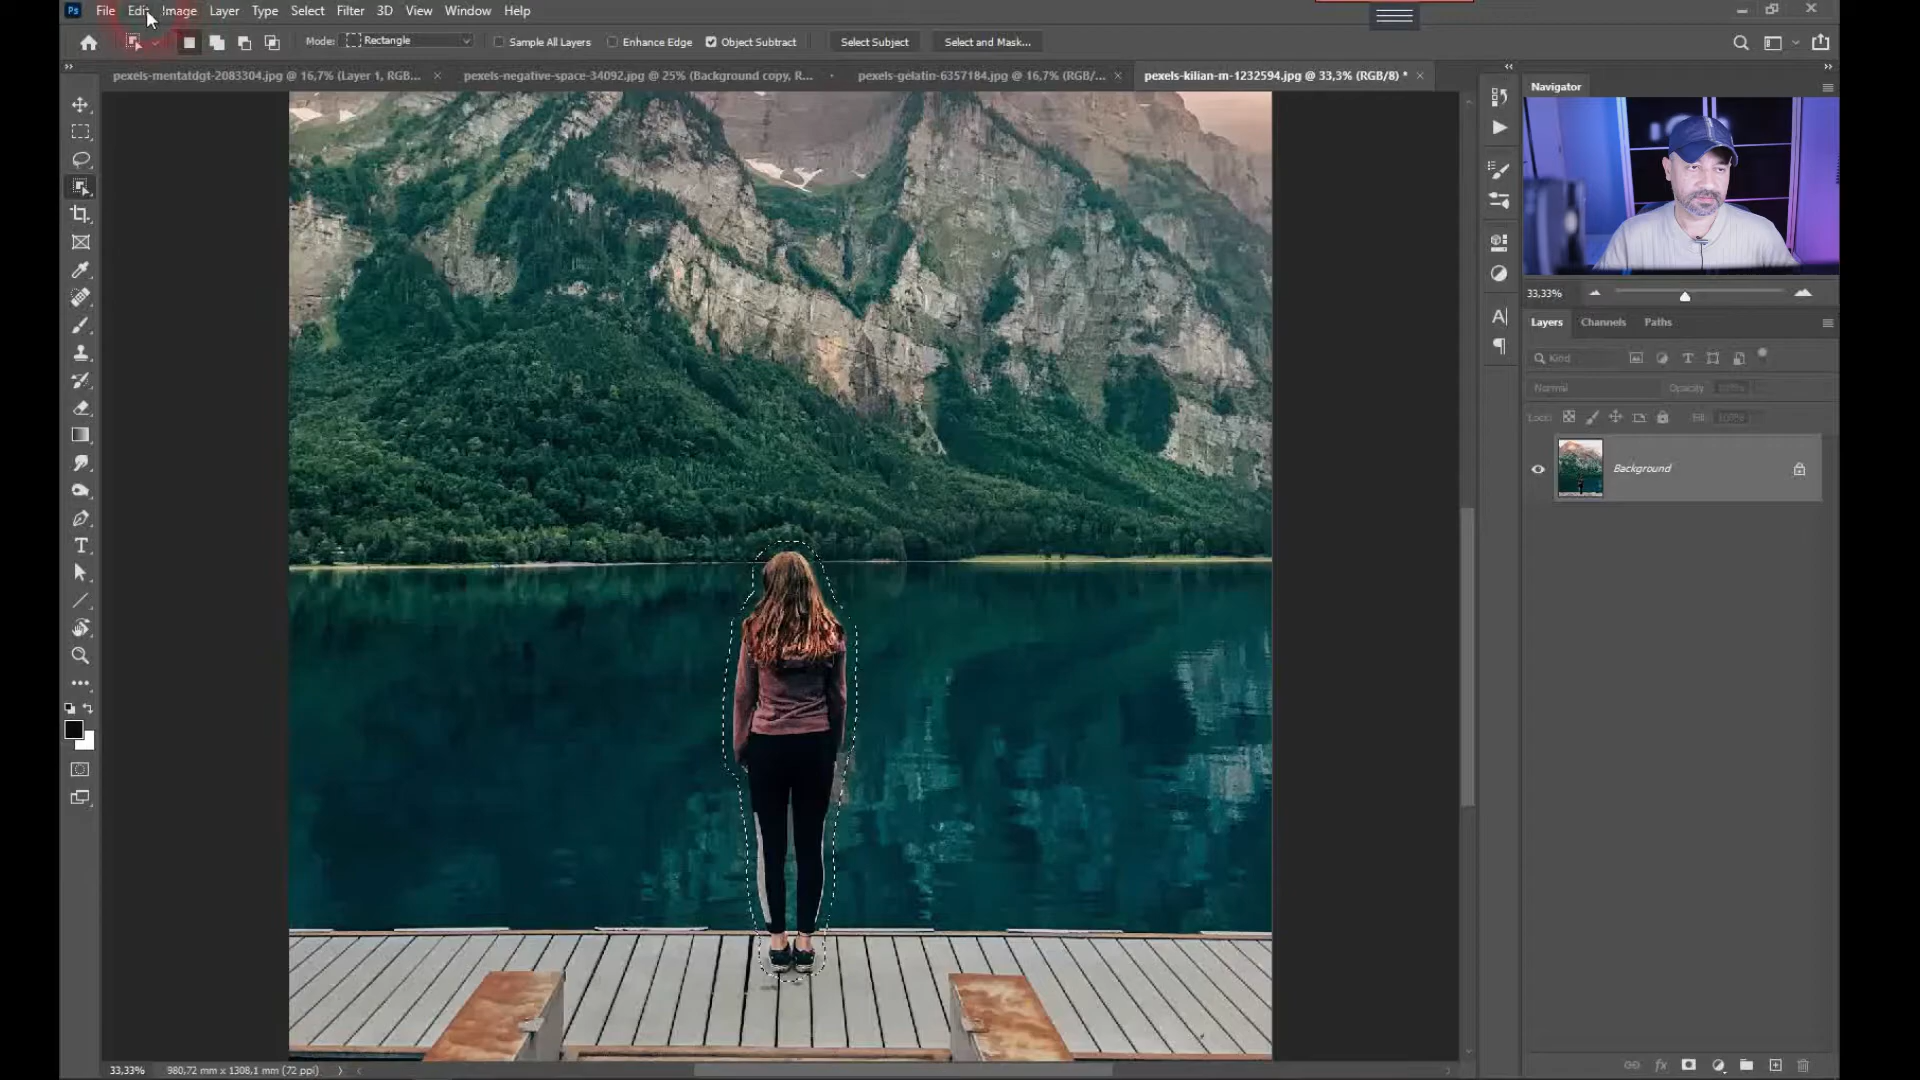 Ps File Edit Image Layer Type Select Filter 3D View Window Help
Mode: Rectangle Sample All Layers Enhance Edge Object Subtract Select Subject Select and Mask...
pexels-mentatdgt-2083304.jpg @ 16,7% (Layer 1, RGB... pexels-negative-space-34092.jpg @ 25% (Background copy, R... pexels-gelatin-6357184.jpg @ 16,7% (RGB/... pexels-kilian-m-1232594.jpg @ 33,3% (RGB/8) *
Navigator
33,33%
Layers Channels Paths
Kind
Normal Opacity: 100%
Lock: Fill: 100%
Background
33,33% 980,72 mm x 1308,1 mm (72 ppi)